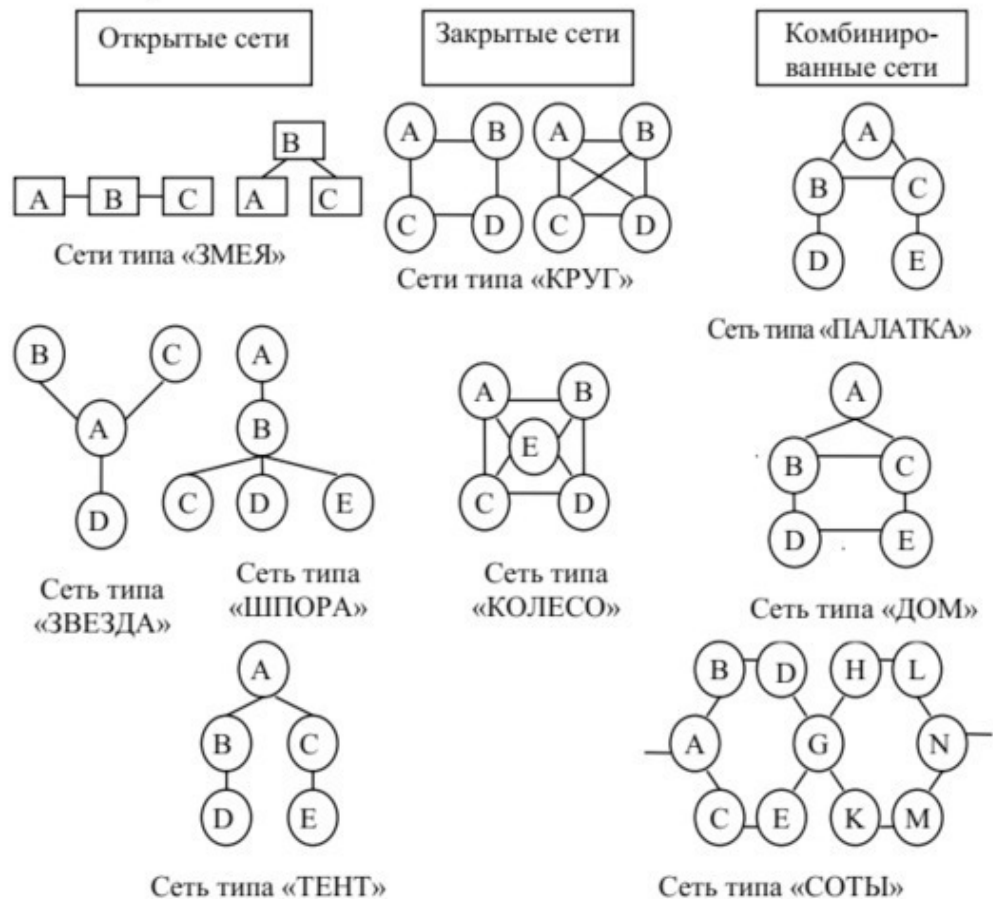 Открытые сети
Закрытые сети
Комбиниро-
ванные сети
A B C
B
A C
Сети типа «ЗМЕЯ»
A B
C D
A B
C D
Сети типа «КРУГ»
A
B C
D E
Сеть типа «ПАЛАТКА»
B C
A
D
Сеть типа
«ЗВЕЗДА»
A
B
C D E
Сеть типа
«ШПОРА»
A B
E
C D
Сеть типа
«КОЛЕСО»
A
B C
D E
Сеть типа «ДОМ»
A
B C
D E
Сеть типа «ТЕНТ»
B D H L
A G N
C E K M
Сеть типа «СОТЫ»